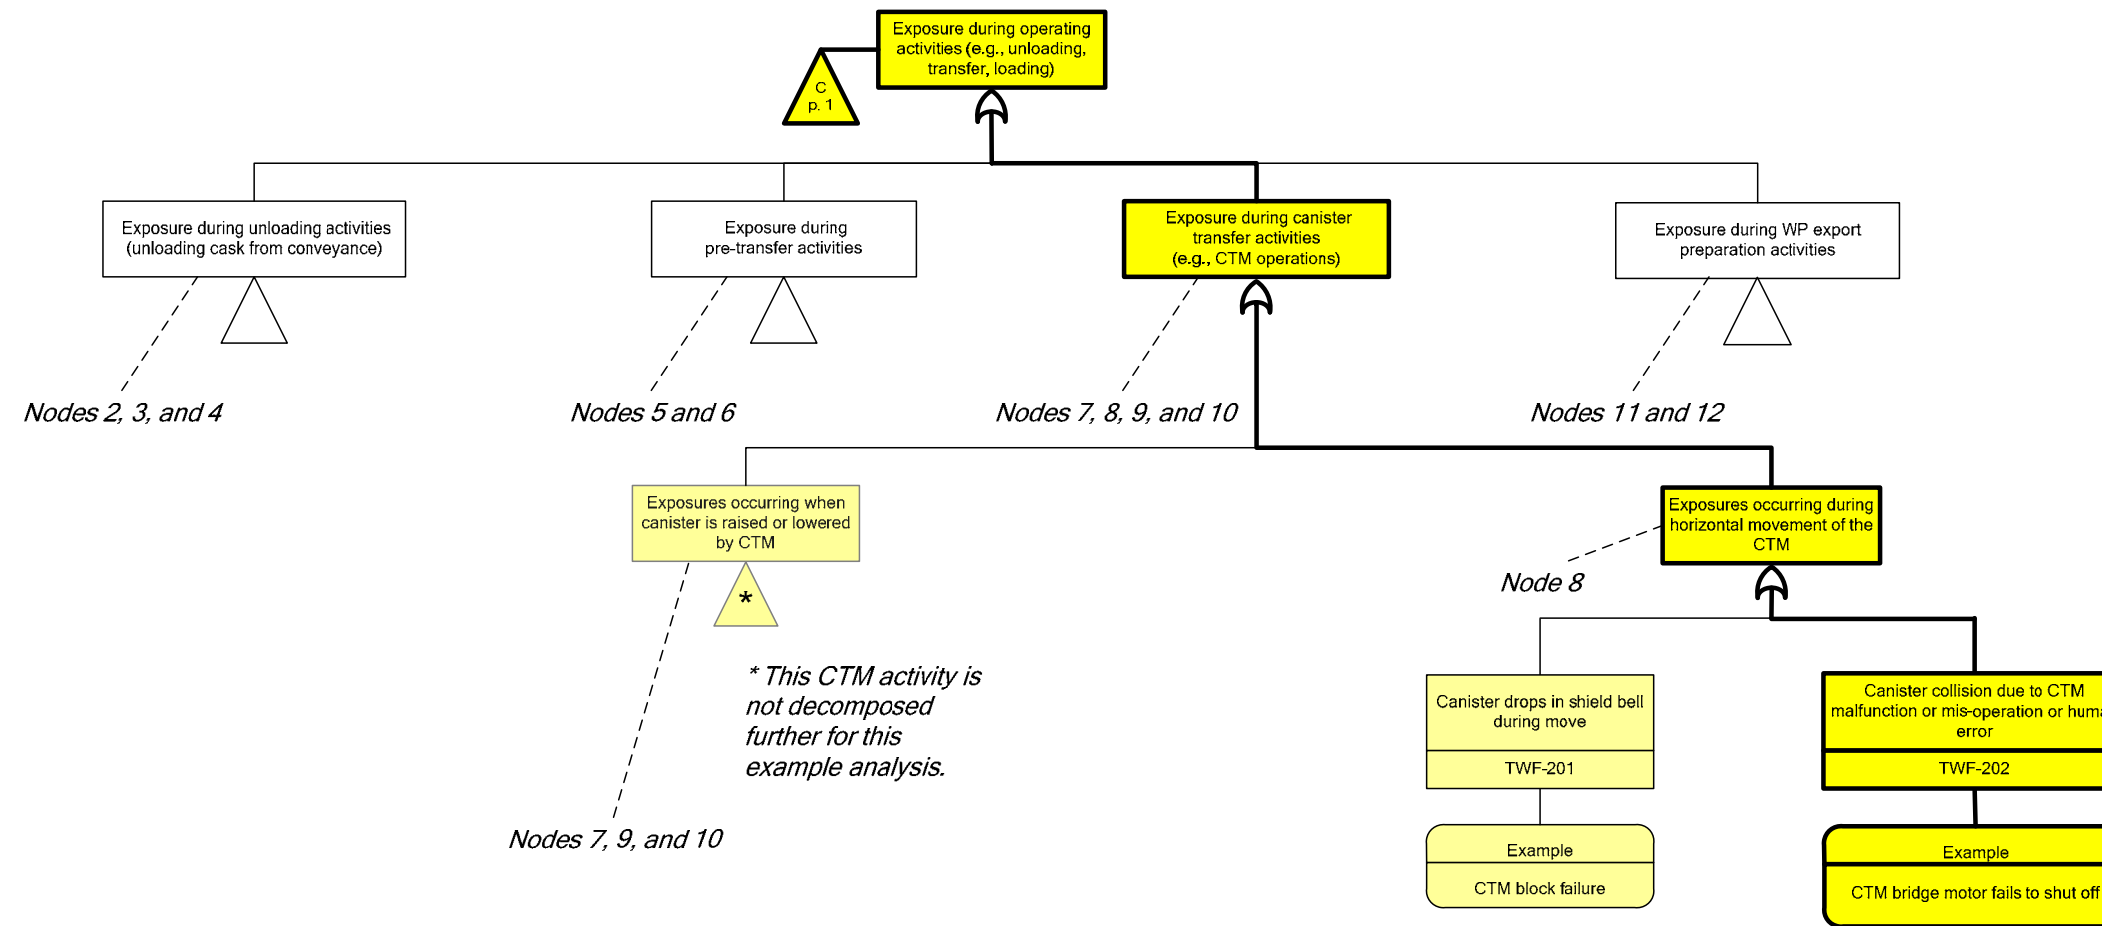 Exposure during operating
activities (e.g., unloading,
transfer, loading)
C
p. 1
Exposure during unloading activities
(unloading cask from conveyance)
Exposure during
pre-transfer activities
Exposure during canister
transfer activities
(e.g., CTM operations)
Exposure during WP export
preparation activities
Nodes 2, 3, and 4
Nodes 5 and 6
Nodes 7, 8, 9, and 10
Nodes 11 and 12
Exposures occurring when
canister is raised or lowered
by CTM
*
Exposures occurring during
horizontal movement of the
CTM
Node 8
* This CTM activity is
not decomposed
further for this
example analysis.
Nodes 7, 9, and 10
Canister drops in shield bell
during move
TWF-201
Example
CTM block failure
Canister collision due to CTM
malfunction or mis-operation or huma
error
TWF-202
Example
CTM bridge motor fails to shut off